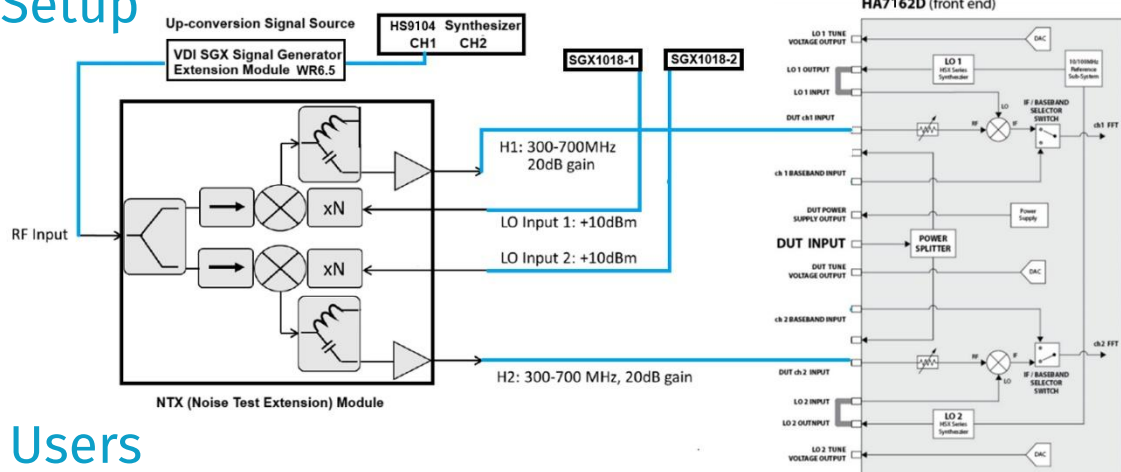 Setup
Up-conversion Signal Source
VDI SGX Signal Generator
Extension Module WR6.5
HS9104 Synthesizer
CH1 CH2
SGX1018-1
SGX1018-2
RF Input
xN
xN
H1: 300-700MHz
20dB gain
LO Input 1: +10dBm
LO Input 2: +10dBm
H2: 300-700 MHz, 20dB gain
NTX (Noise Test Extension) Module
Users
HA7162D (front end)
LO 1 TUNE
VOLTAGE OUTPUT
DAC
LO 1 OUTPUT
LO 1
HSX Series
Synthesizer
10/100MHz
Reference
Sub-System
LO 1 INPUT
LO
IF / BASEBAND
SELECTOR
SWITCH
DUT ch1 INPUT
RF
IF
ch1 FFT
ch 1 BASEBAND INPUT
DUT POWER
SUPPLY OUTPUT
Power
Supply
DUT INPUT
POWER
SPLITTER
DUT TUNE
VOLTAGE OUTPUT
DAC
ch 2 BASEBAND INPUT
ch2 FFT
RF
IF
DUT ch 2 INPUT
LO
IF / BASEBAND
SELECTOR
SWITCH
LO 2 INPUT
LO 2 OUTNPUT
LO 2
HSX Series
Synthesizer
LO 2 TUNE
VOLTAGE OUTPUT
DAC